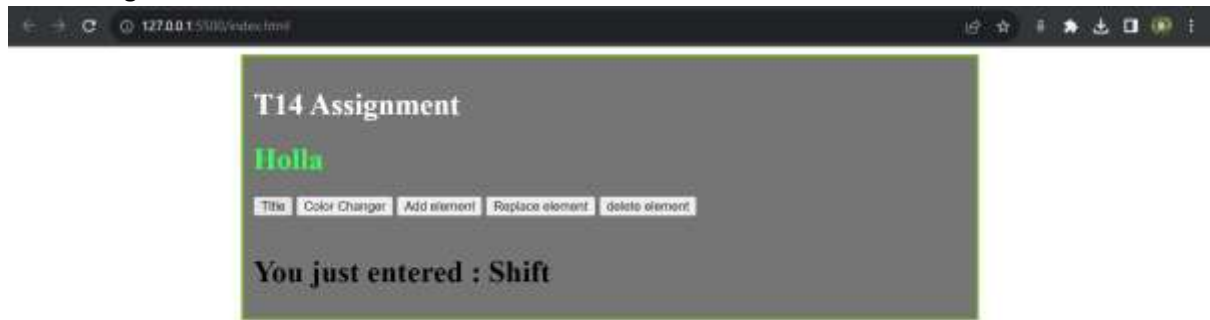 127.0.0.1:5500/index.html
T14 Assignment
Holla
Title Color Changer Add element Replace element delete element
You just entered : Shift